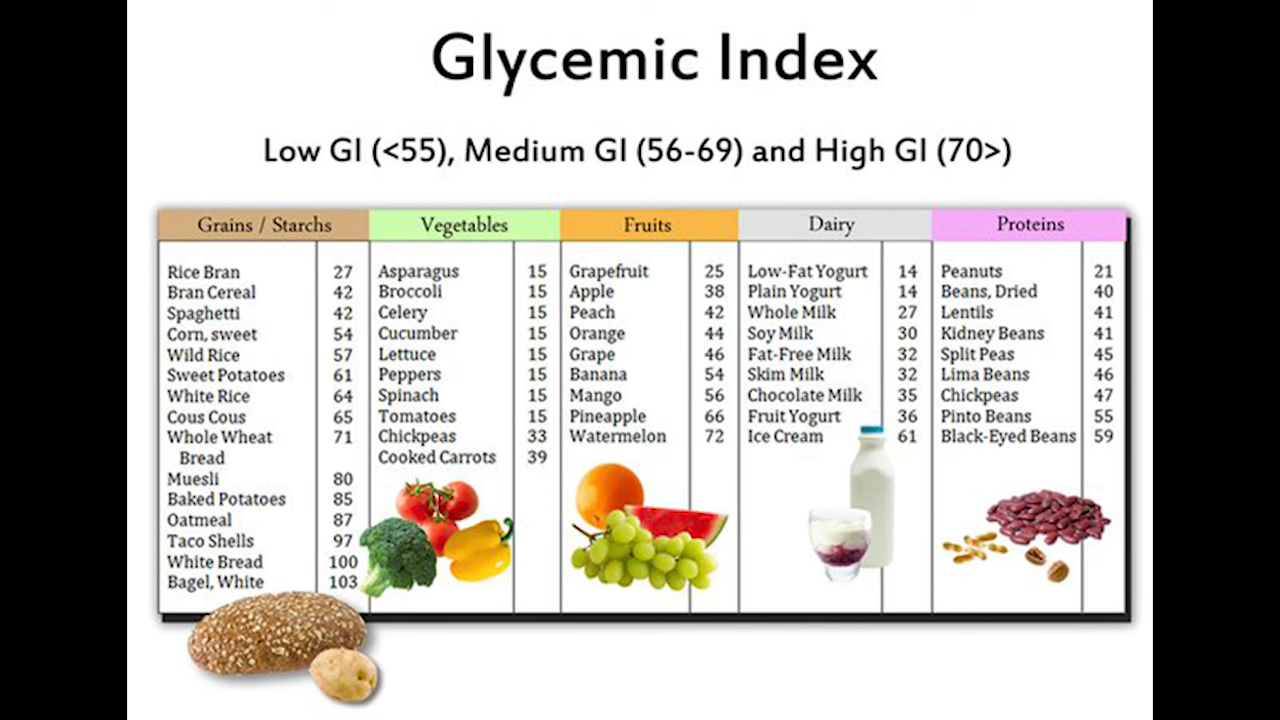 Glycemic Index
Low GI (<55), Medium GI (56-69) and High GI (70>)
Grains / Starchs
Rice Bran 27
Bran Cereal 42
Spaghetti 42
Corn, sweet 54
Wild Rice 57
Sweet Potatoes 61
White Rice 64
Cous Cous 65
Whole Wheat 71
Bread
Muesli 80
Baked Potatoes 85
Oatmeal 87
Taco Shells 97
White Bread 100
Bagel, White 103
Vegetables
Asparagus 15
Broccoli 15
Celery 15
Cucumber 15
Lettuce 15
Peppers 15
Spinach 15
Tomatoes 15
Chickpeas 33
Cooked Carrots 39
Fruits
Grapefruit 25
Apple 38
Peach 42
Orange 44
Grape 46
Banana 54
Mango 56
Pineapple 66
Watermelon 72
Dairy
Low-Fat Yogurt 14
Plain Yogurt 14
Whole Milk 27
Soy Milk 30
Fat-Free Milk 32
Skim Milk 32
Chocolate Milk 35
Fruit Yogurt 36
Ice Cream 61
Proteins
Peanuts 21
Beans, Dried 40
Lentils 41
Kidney Beans 41
Split Peas 45
Lima Beans 46
Chickpeas 47
Pinto Beans 55
Black-Eyed Beans 59